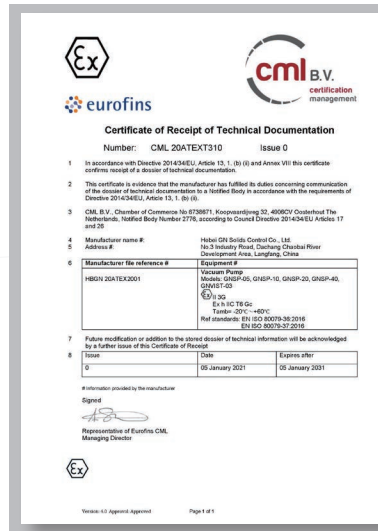 Ex
cml B.V.
certification
management
eurofins
Certificate of Receipt of Technical Documentation
Number: CML 20ATEXT310 Issue 0
1 In accordance with Directive 2014/34/EU, Article 13, 1. (b) (ii) and Annex VIII this certificate
confirms receipt of a dossier of technical documentation.
2 This certificate is evidence that the manufacturer has fulfilled its duties concerning communication
of the dossier of technical documentation to a Notified Body in accordance with the requirements of
Directive 2014/34/EU, Article 13, 1. (b) (ii).
3 CML B.V., Chamber of Commerce No 6738671, Koopvaardijweg 32, 4906CV Oosterhout The
Netherlands, Notified Body Number 2776, according to Council Directive 2014/34/EU Articles 17
and 26
4 Manufacturer name #: Hebei GN Solids Control Co., Ltd.
5 Address #: No.3 Industry Road, Dachang Chaobai River
Development Area, Langfang, China
6 Manufacturer file reference # Equipment #
HBGN 20ATEX2001 Vacuum Pump
Models: GNSP-05, GNSP-10, GNSP-20, GNSP-40,
GNVIST-03
Ex II 3G
Ex h IIC T6 Gc
Tamb= -20°C ~ +60°C
Ref standards: EN ISO 80079-36:2016
EN ISO 80079-37:2016
7 Future modification or addition to the stored dossier of technical information will be acknowledged
by a further issue of this Certificate of Receipt
8 Issue Date Expires after
0 05 January 2021 05 January 2031
# Information provided by the manufacturer
Signed
Representative of Eurofins CML
Managing Director
Ex
Version: 4.0 Approval: Approved Page 1 of 1